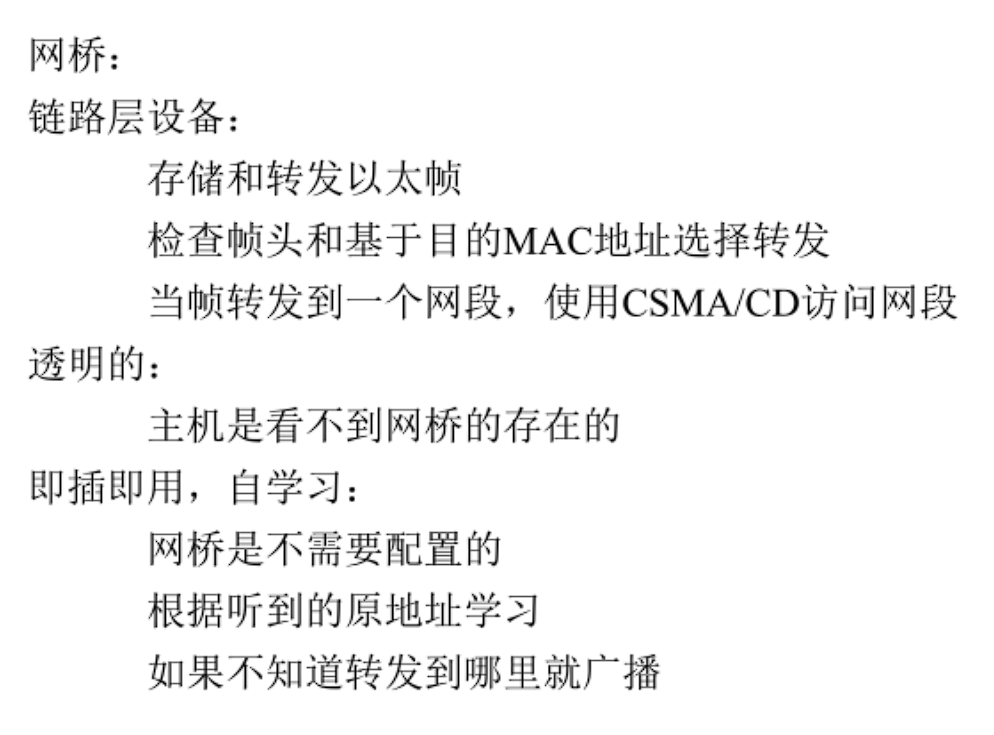 网桥：
链路层设备：
存储和转发以太帧
检查帧头和基于目的MAC地址选择转发
当帧转发到一个网段，使用CSMA/CD访问网段
透明的：
主机是看不到网桥的存在的
即插即用，自学习：
网桥是不需要配置的
根据听到的原地址学习
如果不知道转发到哪里就广播